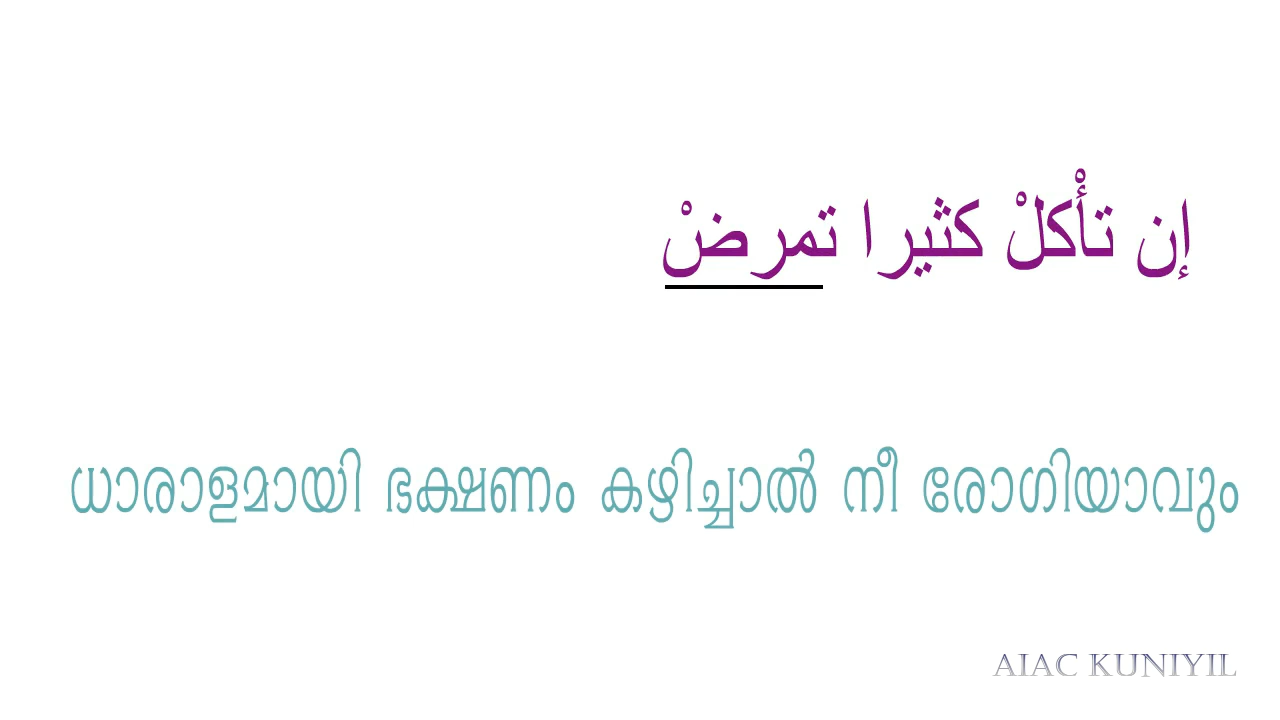 إن تأْكلْ كثيرا تمرضْ
ധാരാളമായി ഭക്ഷണം കഴിച്ചാൽ നീ രോഗിയാവും
AIAC KUNIYIL